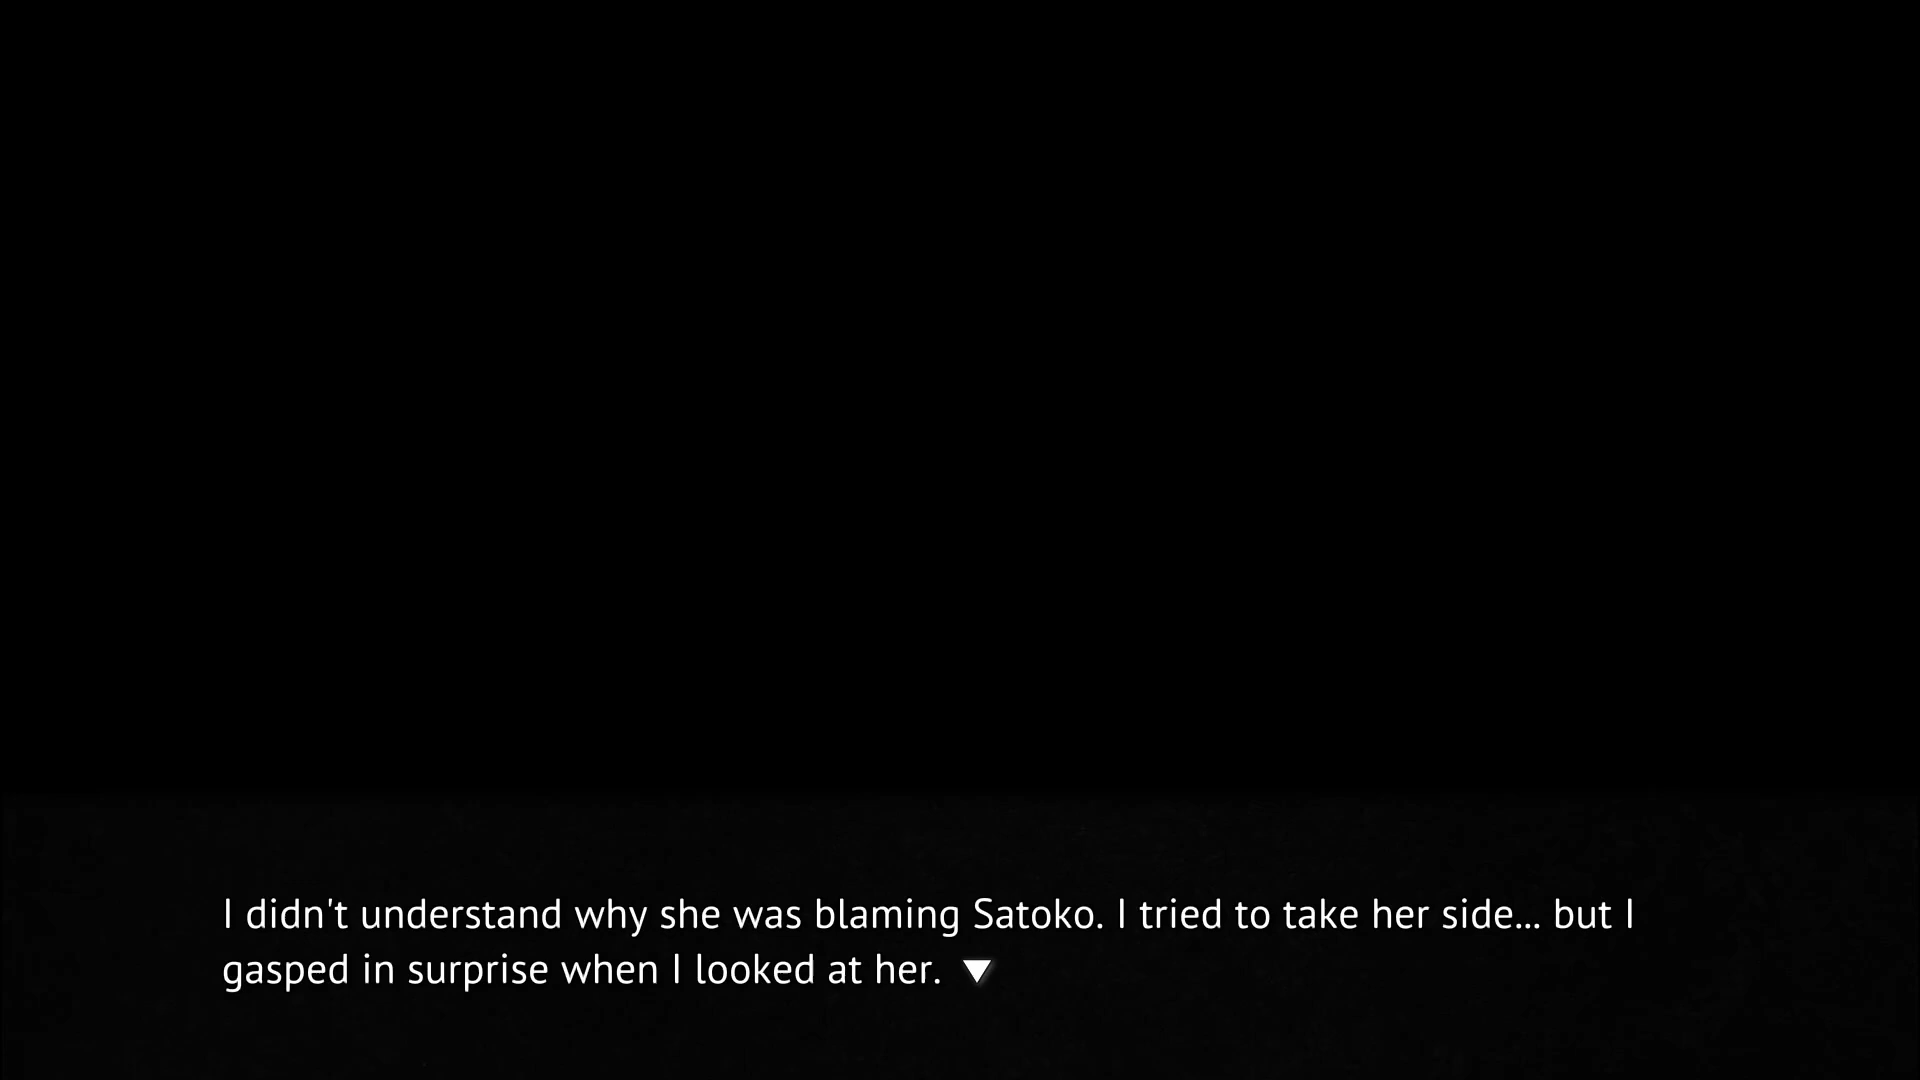 I didn't understand why she was blaming Satoko. I tried to take her side... but I
gasped in surprise when I looked at her.